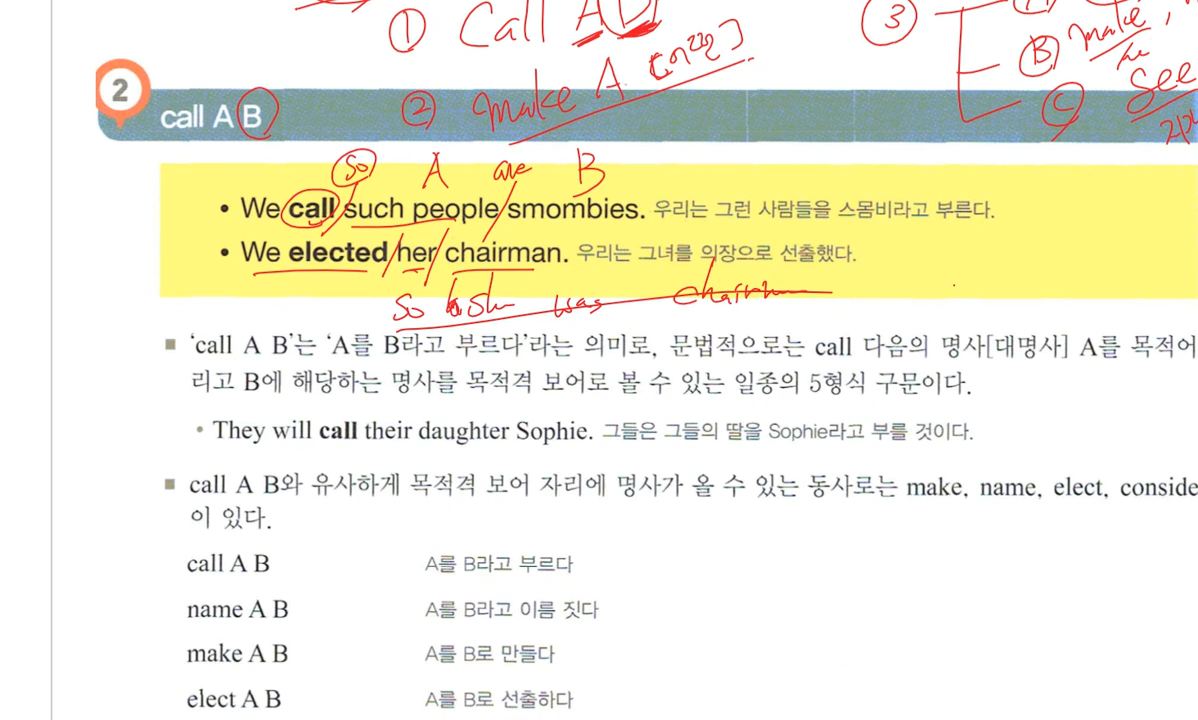 ① Call A B
③
② make A [형용]
Ⓑ make,
Ⓒ see
2
call A B
so A are B
• We call such people smombies. 우리는 그런 사람들을 스몸비라고 부른다.
• We elected her chairman. 우리는 그녀를 의장으로 선출했다.
so she was chairman
■ ‘call A B’는 ‘A를 B라고 부르다’라는 의미로, 문법적으로는 call 다음의 명사[대명사] A를 목적어
리고 B에 해당하는 명사를 목적격 보어로 볼 수 있는 일종의 5형식 구문이다.
• They will call their daughter Sophie. 그들은 그들의 딸을 Sophie라고 부를 것이다.
■ call A B와 유사하게 목적격 보어 자리에 명사가 올 수 있는 동사로는 make, name, elect, conside
이 있다.
call A B A를 B라고 부르다
name A B A를 B라고 이름 짓다
make A B A를 B로 만들다
elect A B A를 B로 선출하다